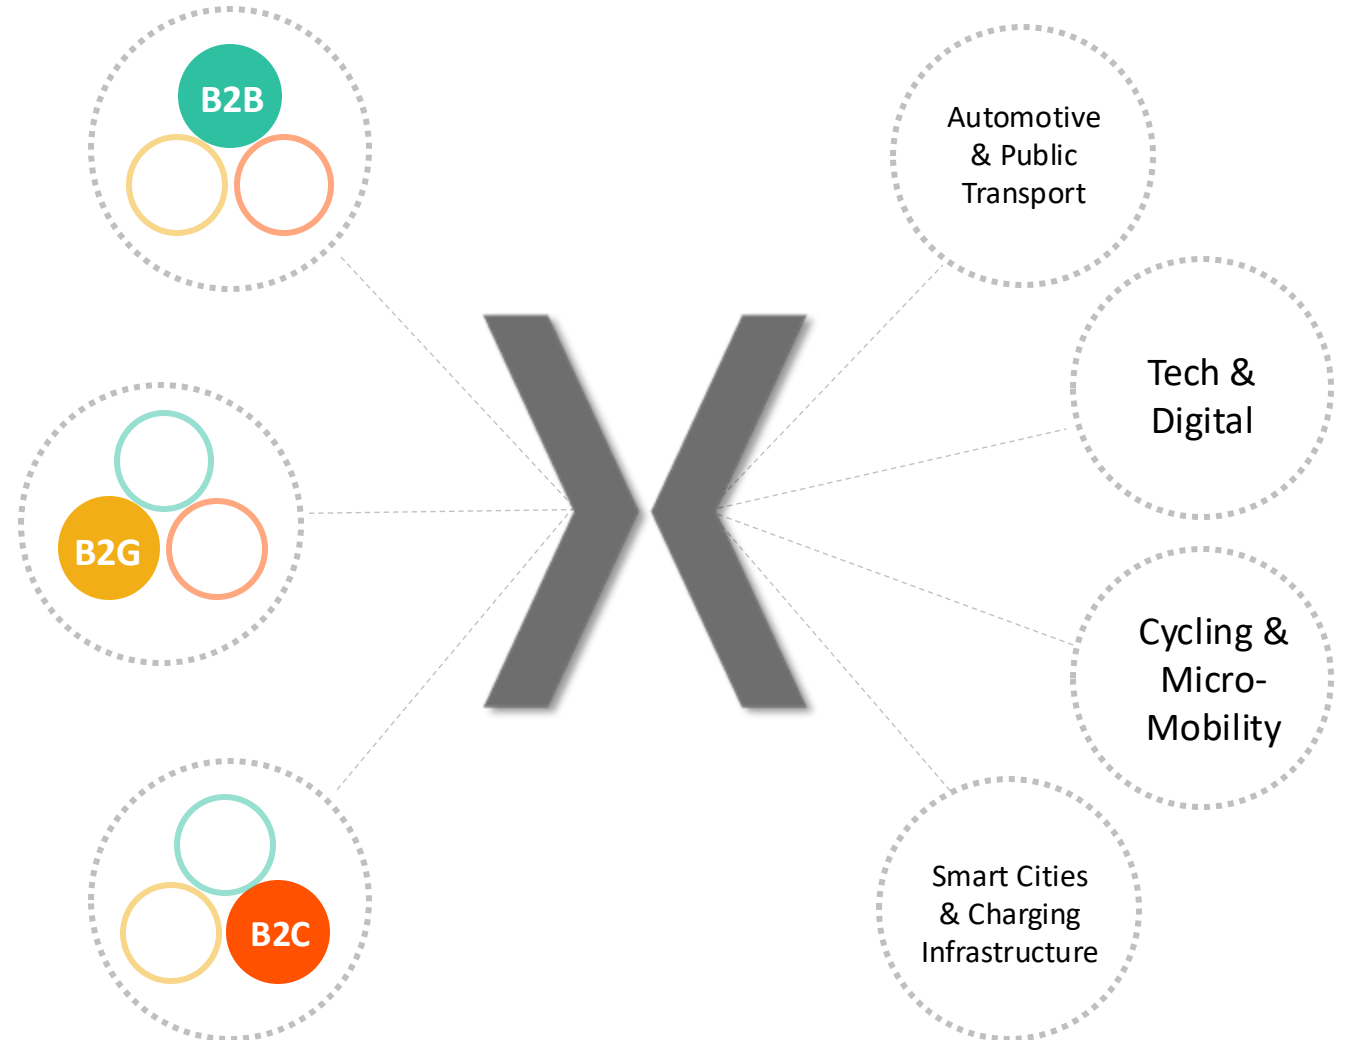 B2B
B2G
B2C
Automotive
& Public
Transport
Tech &
Digital
Cycling &
Micro-
Mobility
Smart Cities
& Charging
Infrastructure